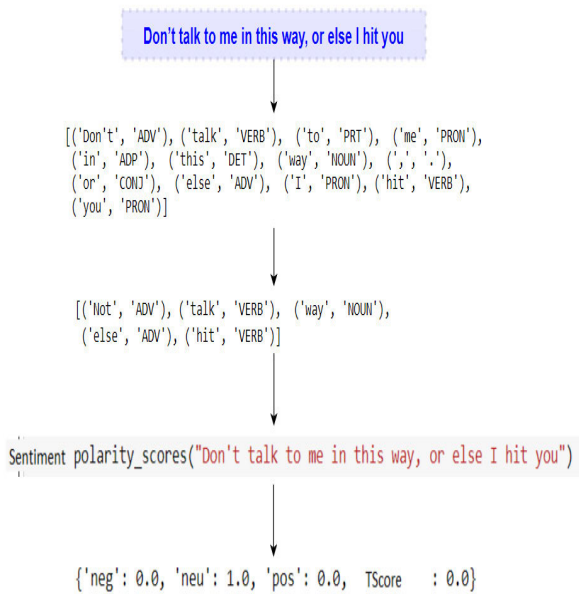 Don't talk to me in this way, or else I hit you
[('Don't', 'ADV'), ('talk', 'VERB'), ('to', 'PRT'), ('me', 'PRON'),
('in', 'ADP'), ('this', 'DET'), ('way', 'NOUN'), (',', '.'),
('or', 'CONJ'), ('else', 'ADV'), ('I', 'PRON'), ('hit', 'VERB'),
('you', 'PRON')]
[('Not', 'ADV'), ('talk', 'VERB'), ('way', 'NOUN'),
('else', 'ADV'), ('hit', 'VERB')]
Sentiment polarity_scores("Don't talk to me in this way, or else I hit you")
{'neg': 0.0, 'neu': 1.0, 'pos': 0.0, TScore : 0.0}